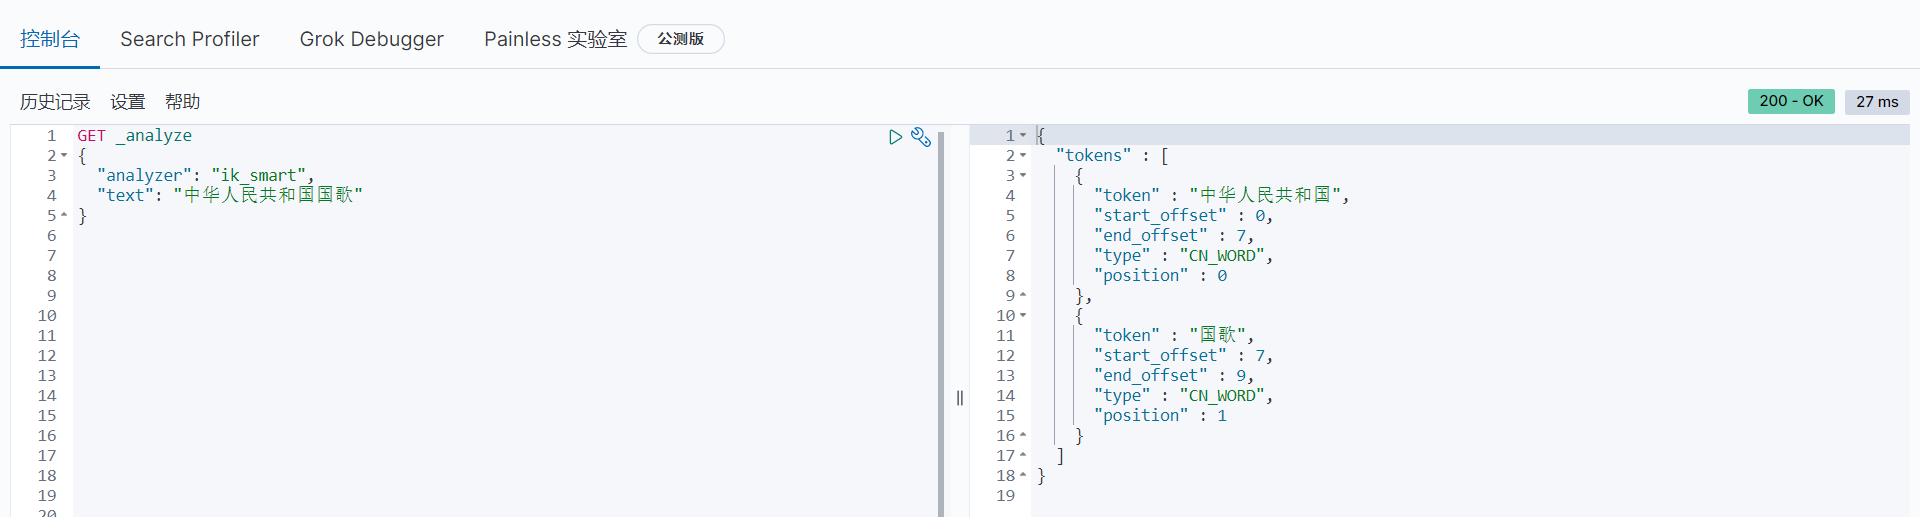 控制台 Search Profiler Grok Debugger Painless 实验室 公测版
历史记录 设置 帮助 200 - OK 27 ms
1 GET _analyze
2 {
3 "analyzer": "ik_smart",
4 "text": "中华人民共和国国歌"
5 }
6
7
8
9
10
11
12
13
14
15
16
17
18
19
20
1 {
2 "tokens" : [
3 {
4 "token" : "中华人民共和国",
5 "start_offset" : 0,
6 "end_offset" : 7,
7 "type" : "CN_WORD",
8 "position" : 0
9 },
10 {
11 "token" : "国歌",
12 "start_offset" : 7,
13 "end_offset" : 9,
14 "type" : "CN_WORD",
15 "position" : 1
16 }
17 ]
18 }
19